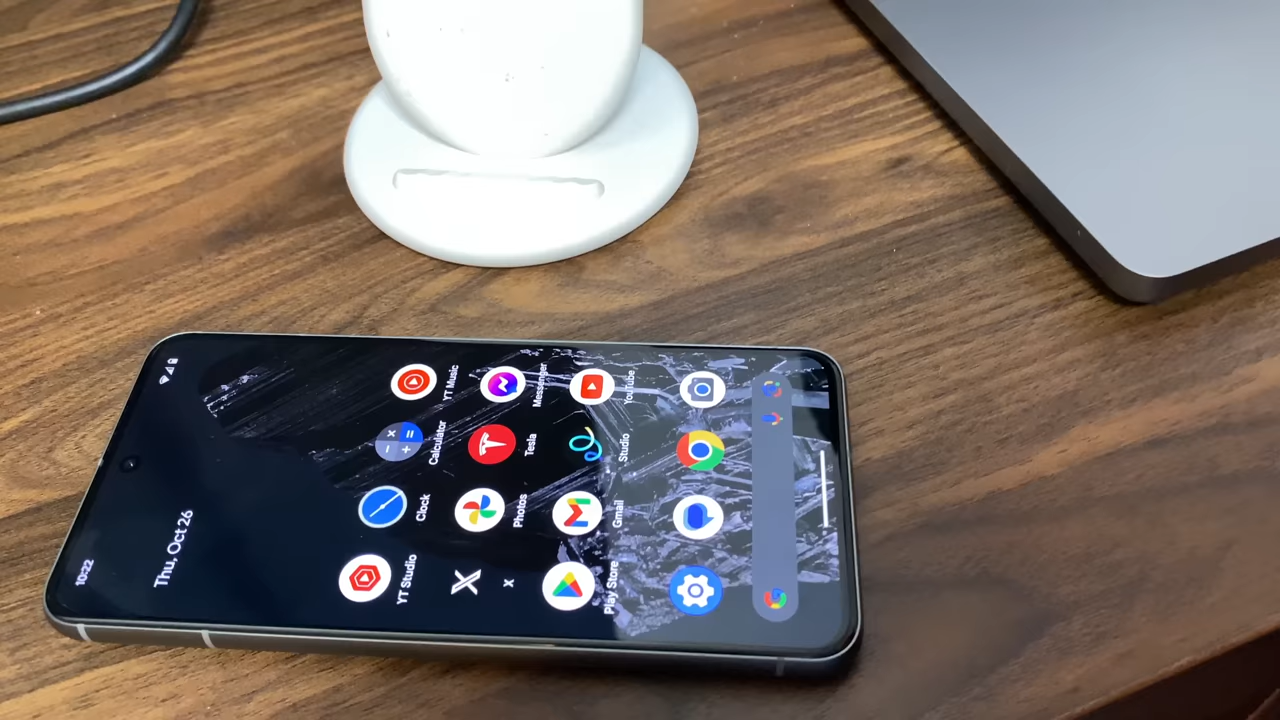 10:22
Thu, Oct 26
YT Studio
Clock
Calculator
YT Music
X
Photos
Tesla
Messenger
Play Store
Gmail
Studio
YouTube